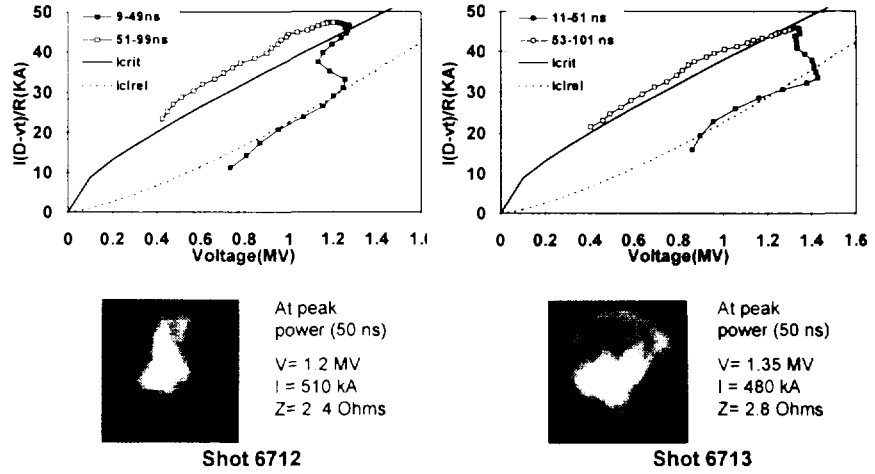 9-49ns
51-99ns
Icrit
Iclrel
I(D-vt)/R(KA)
50
40
30
20
10
0
0 0.2 0.4 0.6 0.8 1 1.2 1.4 1.(
Voltage(MV)
11-51 ns
53-101 ns
Icrit
Iclrel
I(D-vt)/R(KA)
50
40
30
20
10
0
0 0.2 0.4 0.6 0.8 1 1.2 1.4 1.6
Voltage(MV)
At peak
power (50 ns)
V= 1.2 MV
I = 510 kA
Z= 2 4 Ohms
Shot 6712
At peak
power (50 ns)
V= 1.35 MV
I = 480 kA
Z= 2.8 Ohms
Shot 6713